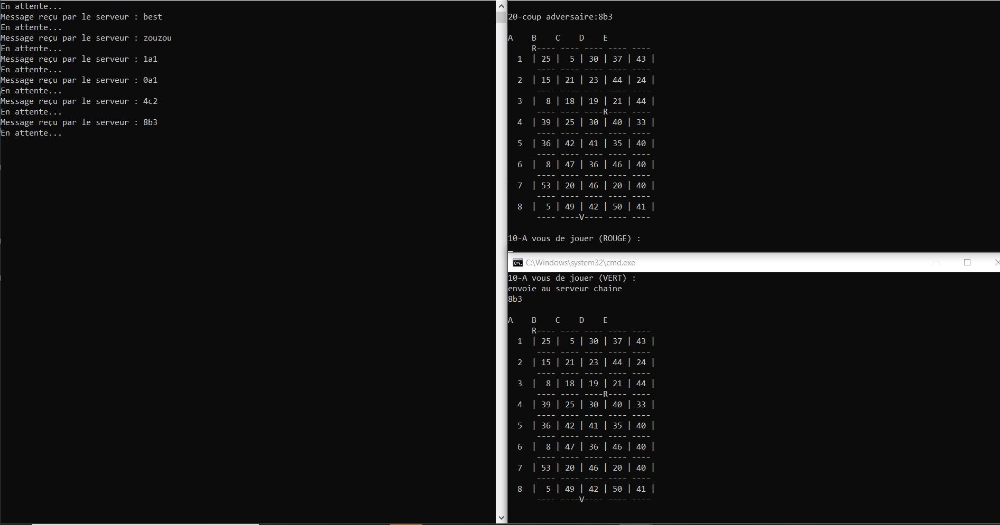 En attente...
Message reçu par le serveur : best
En attente...
Message reçu par le serveur : zouzou
En attente...
Message reçu par le serveur : 1a1
En attente...
Message reçu par le serveur : 0a1
En attente...
Message reçu par le serveur : 4c2
En attente...
Message reçu par le serveur : 8b3
En attente...
20-coup adversaire:8b3
A    B    C    D    E
     R---- ---- ---- ---- ----
  1  | 25 |  5 | 30 | 37 | 43 |
      ---- ---- ---- ---- ----
  2  | 15 | 21 | 23 | 44 | 24 |
      ---- ---- ---- ---- ----
  3  |  8 | 18 | 19 | 21 | 44 |
      ---- ---- ----R---- ----
  4  | 39 | 25 | 30 | 40 | 33 |
      ---- ---- ---- ---- ----
  5  | 36 | 42 | 41 | 35 | 40 |
      ---- ---- ---- ---- ----
  6  |  8 | 47 | 36 | 46 | 40 |
      ---- ---- ---- ---- ----
  7  | 53 | 20 | 46 | 20 | 40 |
      ---- ---- ---- ---- ----
  8  |  5 | 49 | 42 | 50 | 41 |
      ---- ----V---- ---- ----
10-A vous de jouer (ROUGE) :
C:\Windows\system32\cmd.exe
10-A vous de jouer (VERT) :
envoie au serveur chaine
8b3
A    B    C    D    E
     R---- ---- ---- ---- ----
  1  | 25 |  5 | 30 | 37 | 43 |
      ---- ---- ---- ---- ----
  2  | 15 | 21 | 23 | 44 | 24 |
      ---- ---- ---- ---- ----
  3  |  8 | 18 | 19 | 21 | 44 |
      ---- ---- ----R---- ----
  4  | 39 | 25 | 30 | 40 | 33 |
      ---- ---- ---- ---- ----
  5  | 36 | 42 | 41 | 35 | 40 |
      ---- ---- ---- ---- ----
  6  |  8 | 47 | 36 | 46 | 40 |
      ---- ---- ---- ---- ----
  7  | 53 | 20 | 46 | 20 | 40 |
      ---- ---- ---- ---- ----
  8  |  5 | 49 | 42 | 50 | 41 |
      ---- ----V---- ---- ----